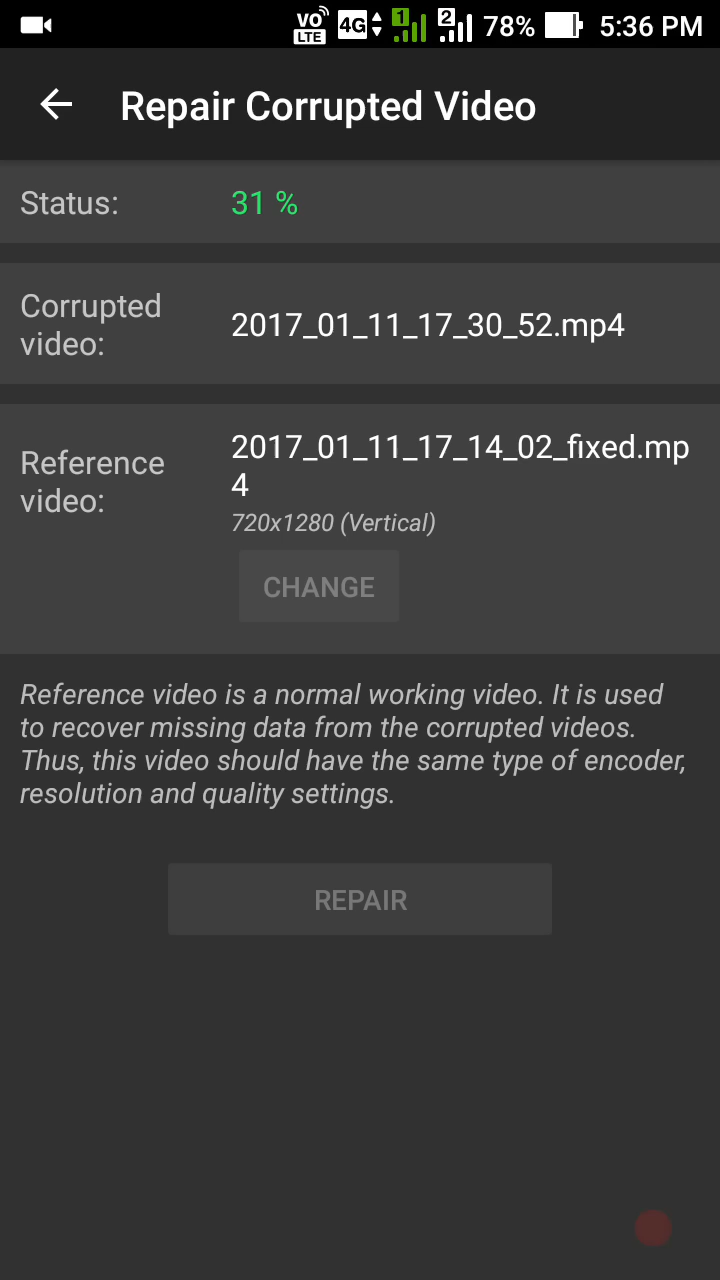 VO LTE 4G 1 2 78% 5:36 PM
Repair Corrupted Video
Status: 31 %
Corrupted video: 2017_01_11_17_30_52.mp4
Reference video: 2017_01_11_17_14_02_fixed.mp
4
720x1280 (Vertical)
CHANGE
Reference video is a normal working video. It is used
to recover missing data from the corrupted videos.
Thus, this video should have the same type of encoder,
resolution and quality settings.
REPAIR